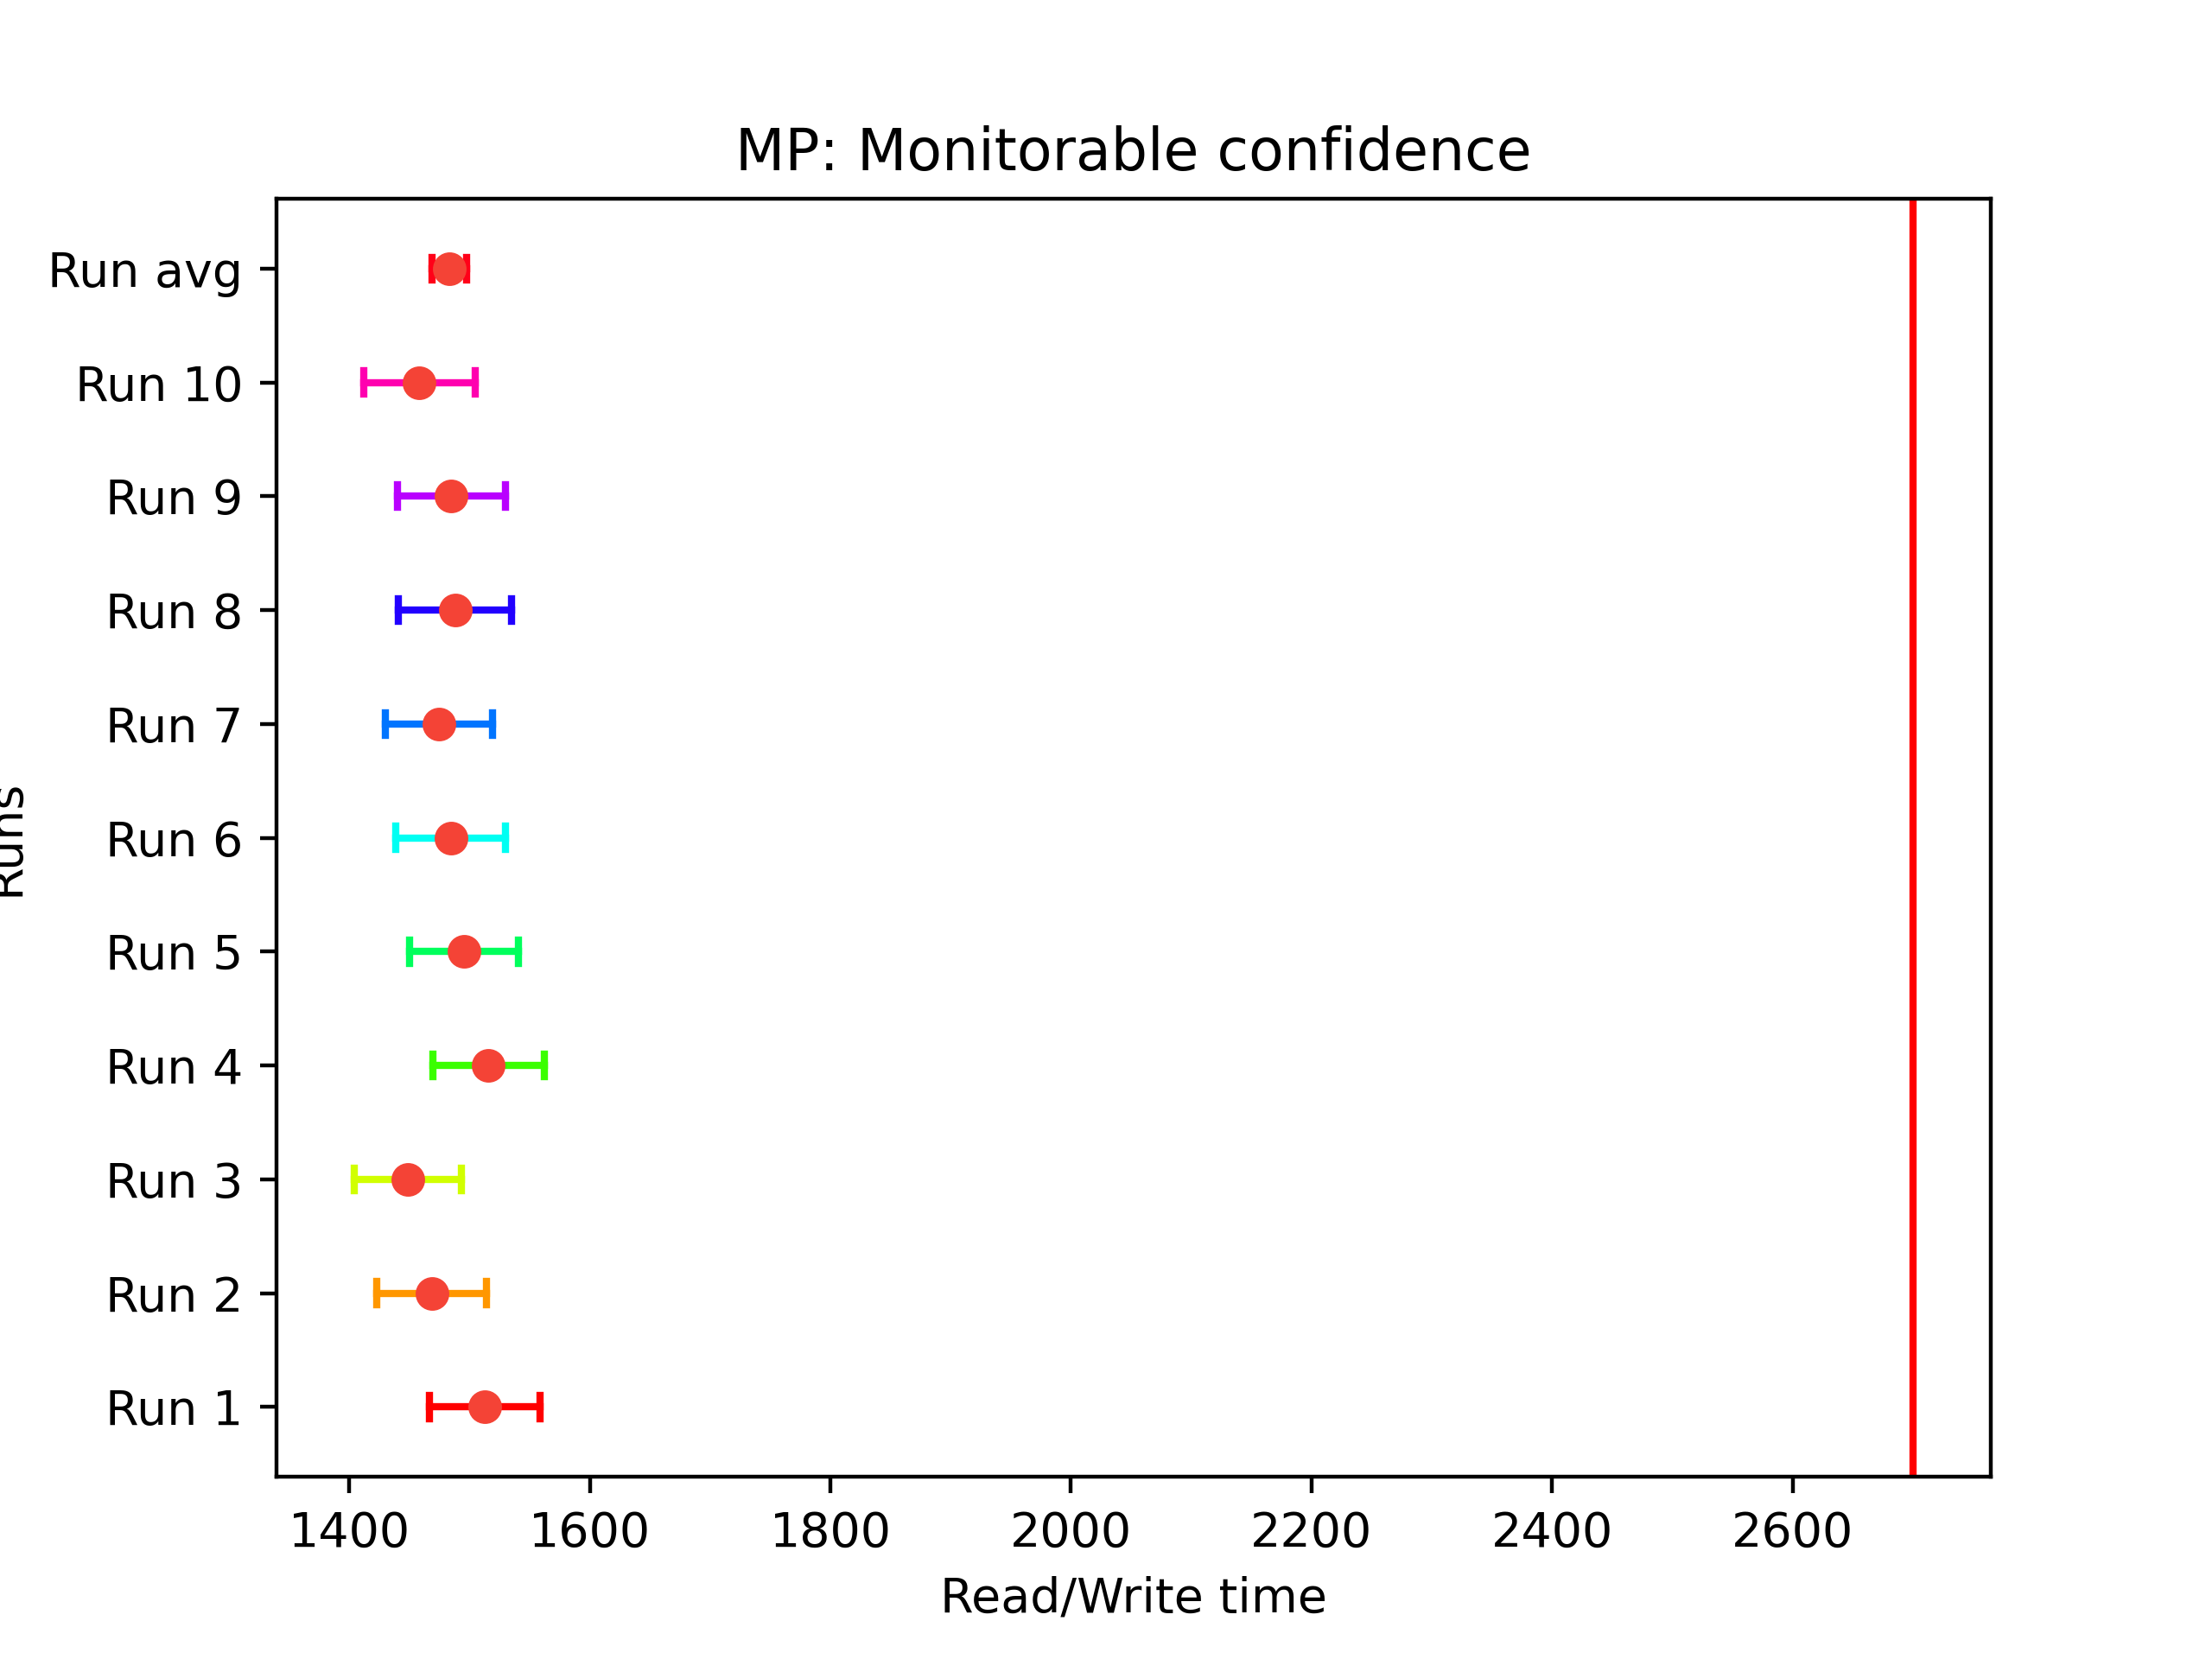 MP: Monitorable confidence
Run avg
Run 10
Run 9
Run 8
Run 7
Run 6
Run 5
Run 4
Run 3
Run 2
Run 1
Runs
1400 1600 1800 2000 2200 2400 2600
Read/Write time